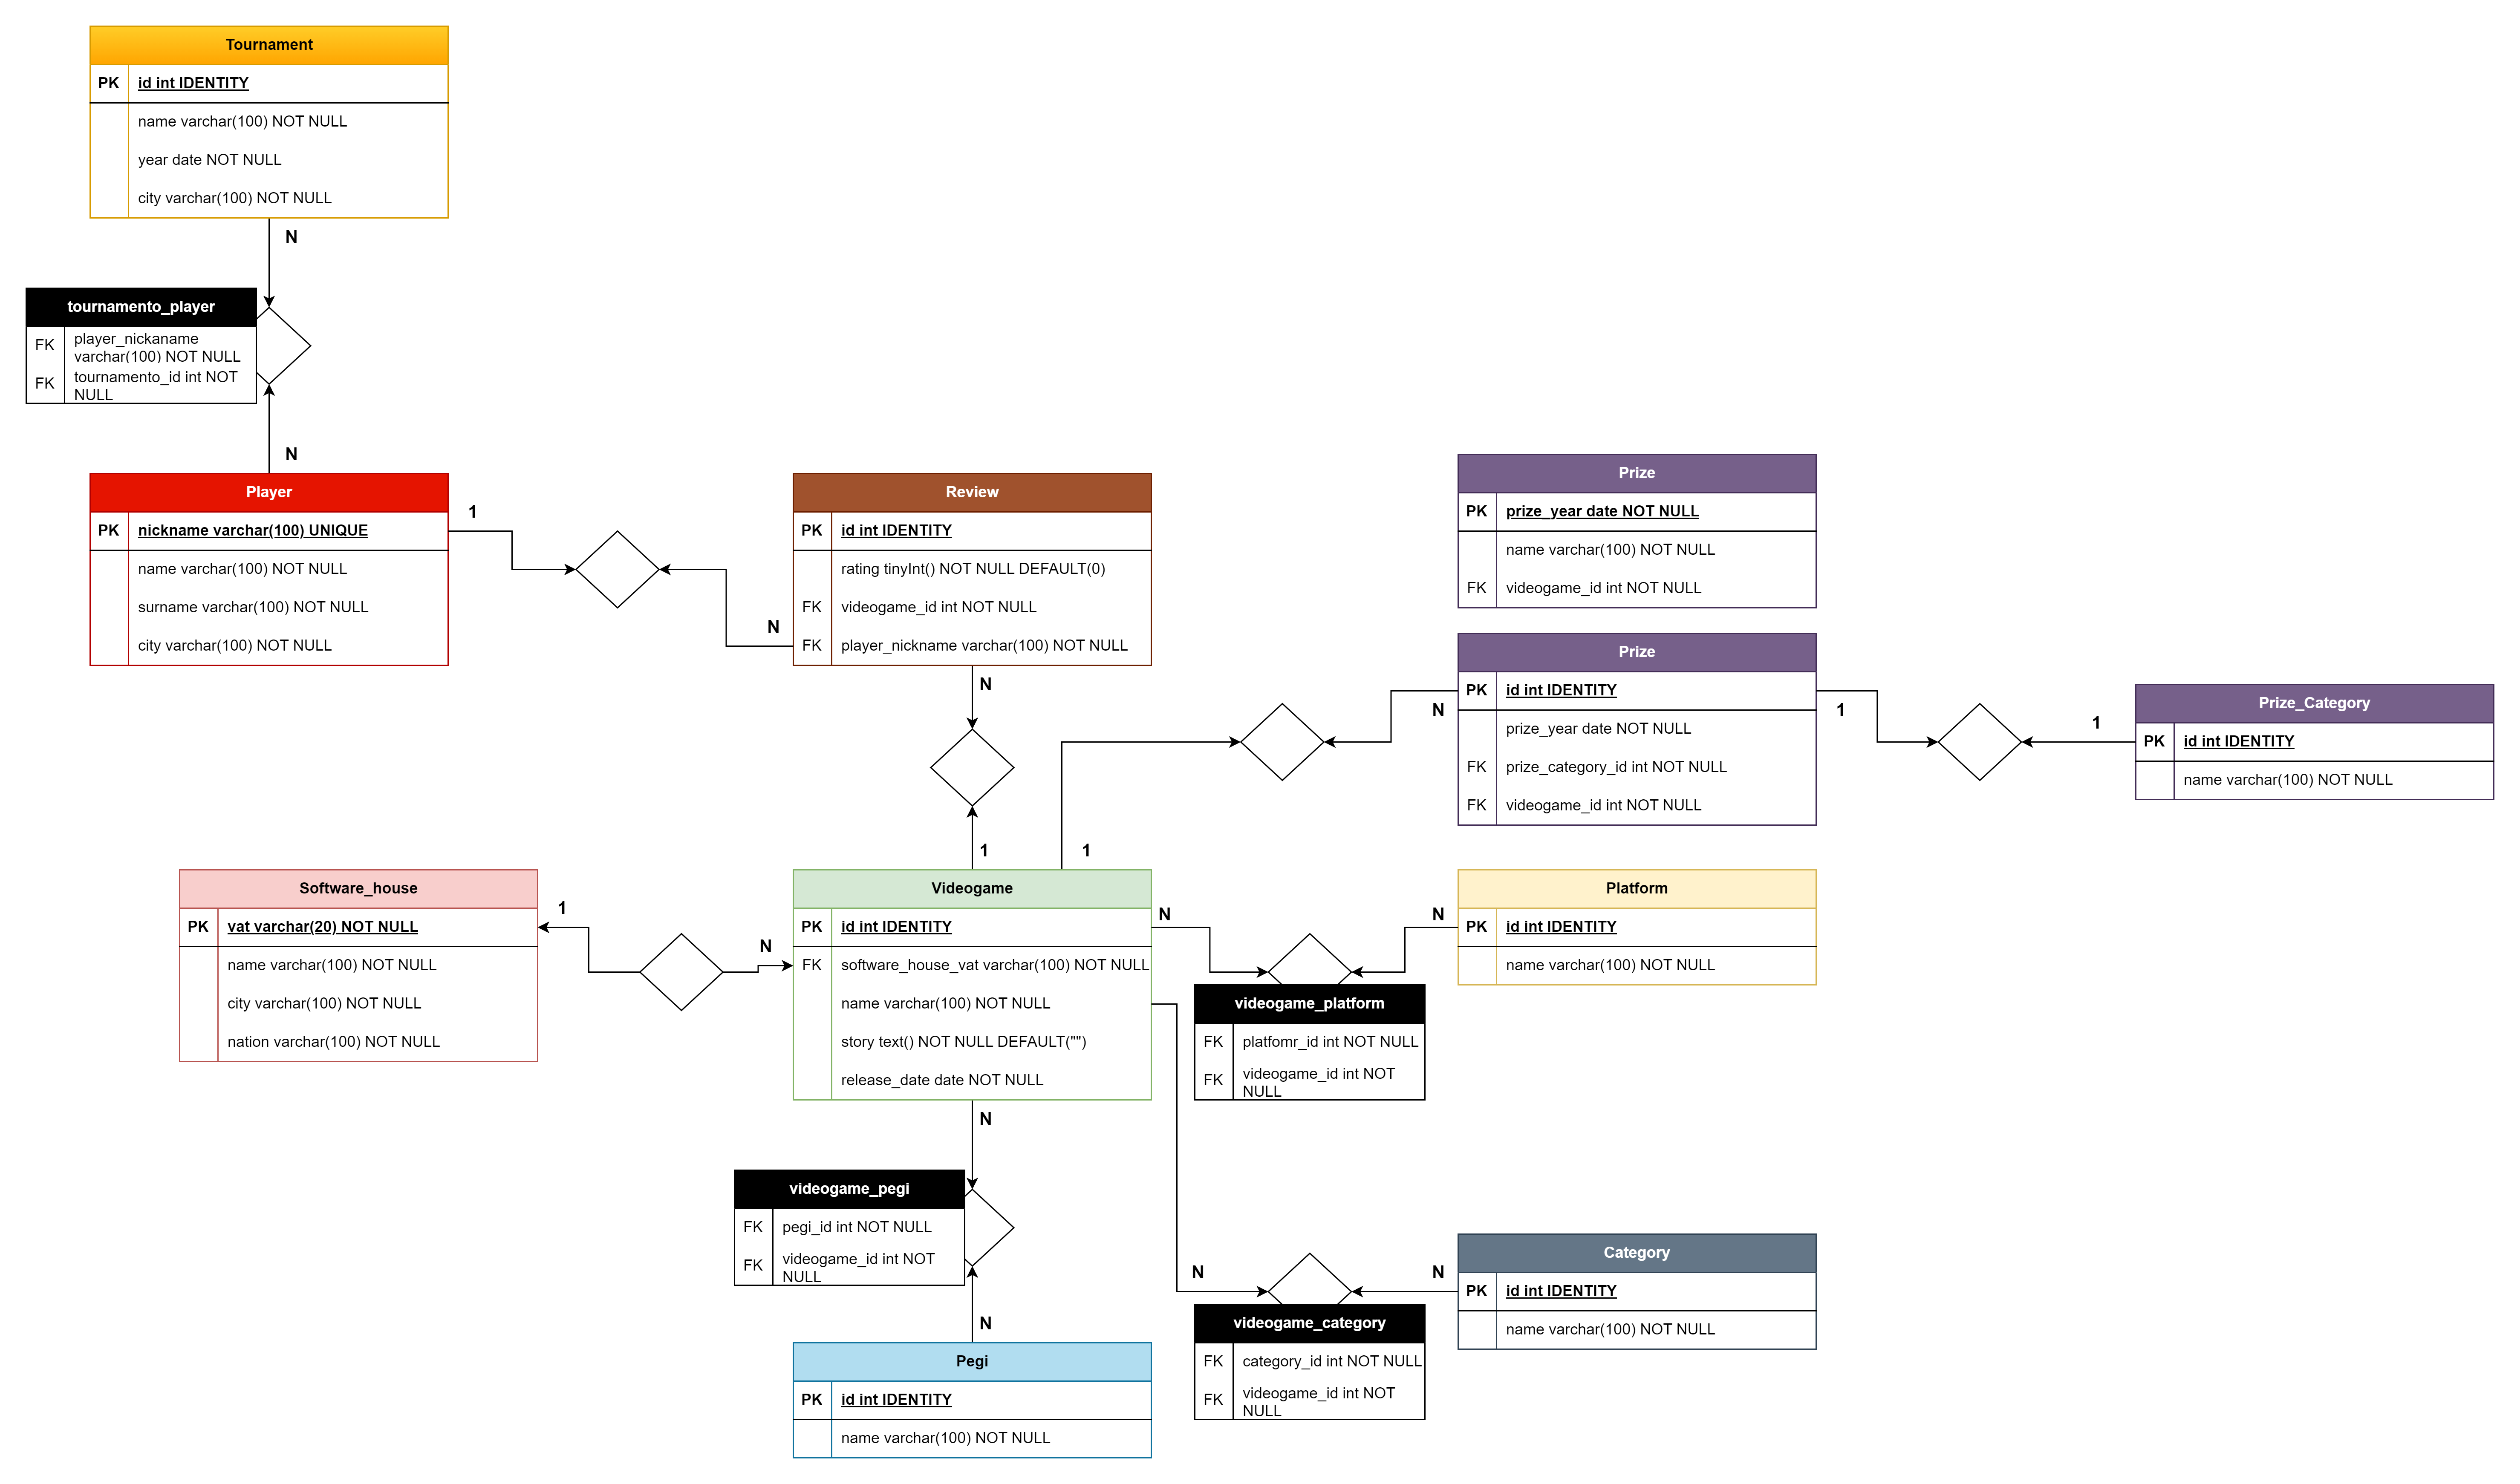 Tournament
PK id int IDENTITY
name varchar(100) NOT NULL
year date NOT NULL
city varchar(100) NOT NULL
N
tournamento_player
FK player_nickaname
varchar(100) NOT NULL
FK tournamento_id int NOT
NULL
N
Player
PK nickname varchar(100) UNIQUE
name varchar(100) NOT NULL
surname varchar(100) NOT NULL
city varchar(100) NOT NULL
1
N
Review
PK id int IDENTITY
rating tinyInt() NOT NULL DEFAULT(0)
FK videogame_id int NOT NULL
FK player_nickname varchar(100) NOT NULL
N
1
1
Prize
PK prize_year date NOT NULL
name varchar(100) NOT NULL
FK videogame_id int NOT NULL
Prize
PK id int IDENTITY
prize_year date NOT NULL
FK prize_category_id int NOT NULL
FK videogame_id int NOT NULL
N
1
1
Prize_Category
PK id int IDENTITY
name varchar(100) NOT NULL
Software_house
PK vat varchar(20) NOT NULL
name varchar(100) NOT NULL
city varchar(100) NOT NULL
nation varchar(100) NOT NULL
1
N
Videogame
PK id int IDENTITY
FK software_house_vat varchar(100) NOT NULL
name varchar(100) NOT NULL
story text() NOT NULL DEFAULT("")
release_date date NOT NULL
N
N
Platform
PK id int IDENTITY
name varchar(100) NOT NULL
videogame_platform
FK platfomr_id int NOT NULL
FK videogame_id int NOT
NULL
N
videogame_pegi
FK pegi_id int NOT NULL
FK videogame_id int NOT
NULL
N
Pegi
PK id int IDENTITY
name varchar(100) NOT NULL
N
N
Category
PK id int IDENTITY
name varchar(100) NOT NULL
videogame_category
FK category_id int NOT NULL
FK videogame_id int NOT
NULL